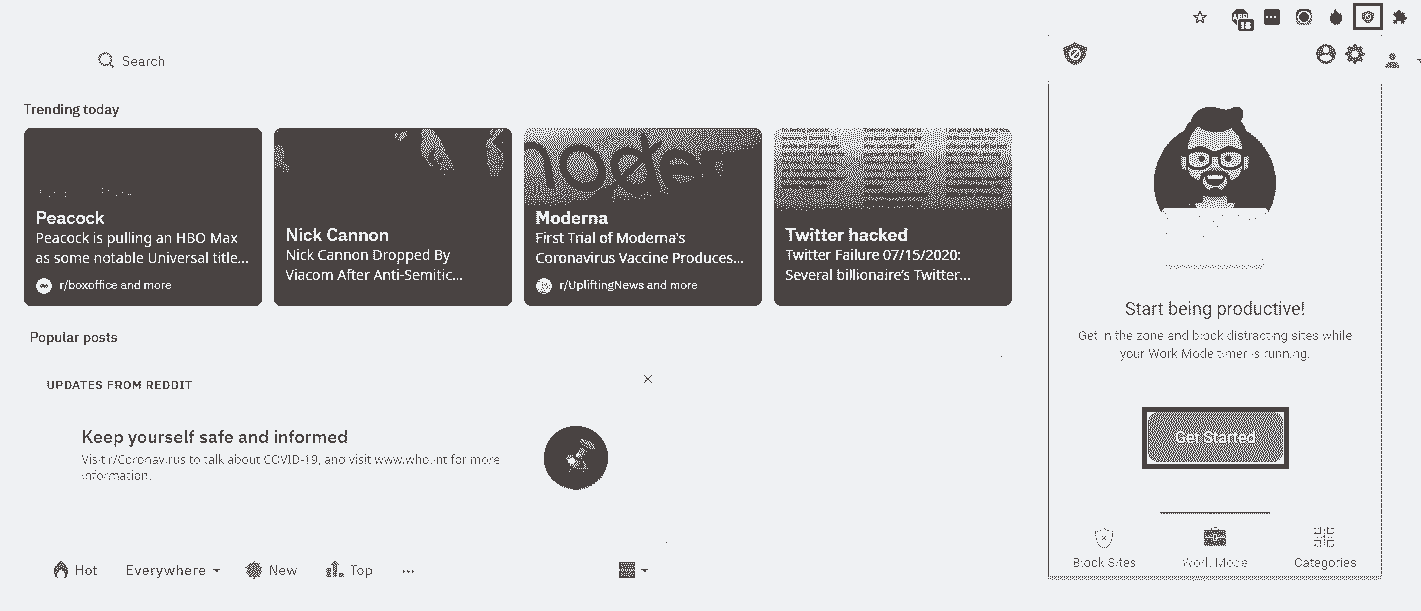 ABP
18
Search
Trending today
moder
Peacock
Peacock is pulling an HBO Max
as some notable Universal title...
r/boxoffice and more
Nick Cannon
Nick Cannon Dropped By
Viacom After Anti-Semitic...
Moderna
First Trial of Moderna's
Coronavirus Vaccine Produces...
r/UpliftingNews and more
Twitter hacked
Twitter Failure 07/15/2020:
Several billionaire's Twitter...
Popular posts
UPDATES FROM REDDIT
Keep yourself safe and informed
Visit r/Coronavirus to talk about COVID-19, and visit www.who.int for more
information.
Hot
Everywhere
New
Top
...
Start being productive!
Get in the zone and block distracting sites while
your Work Mode timer is running.
Get Started
Block Sites
Work Mode
Categories